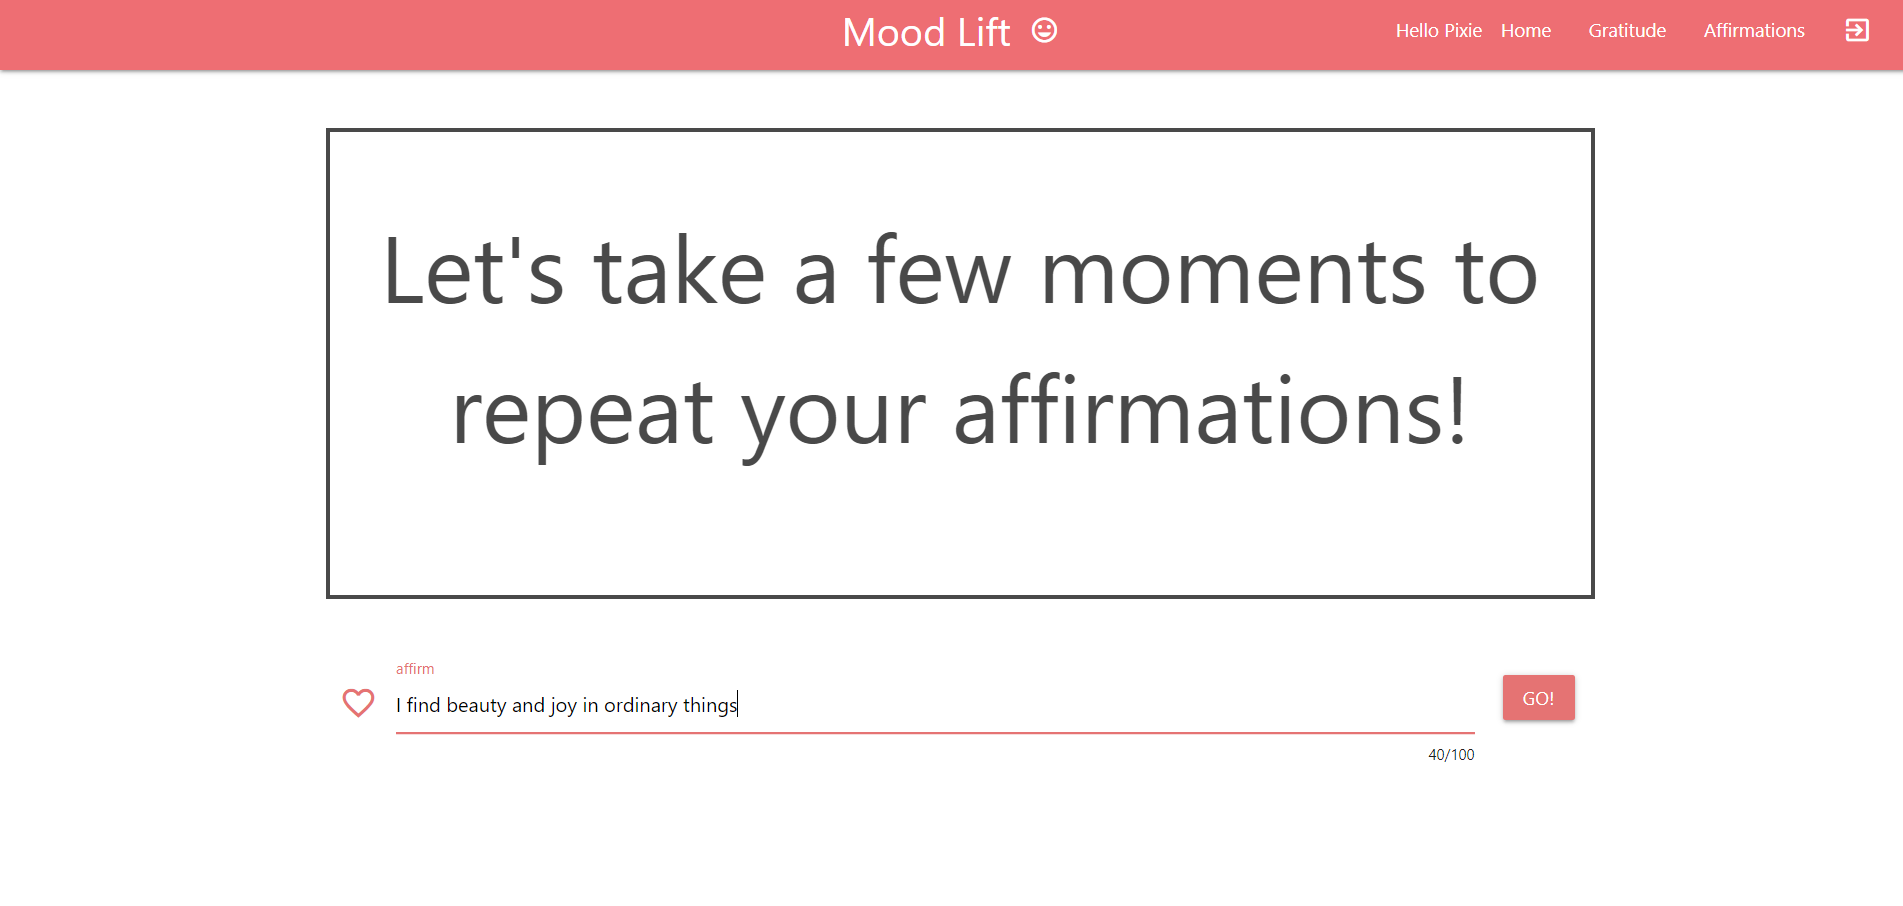 Mood Lift
Hello Pixie Home Gratitude Affirmations
Let's take a few moments to
repeat your affirmations!
affirm
I find beauty and joy in ordinary things
GO!
40/100